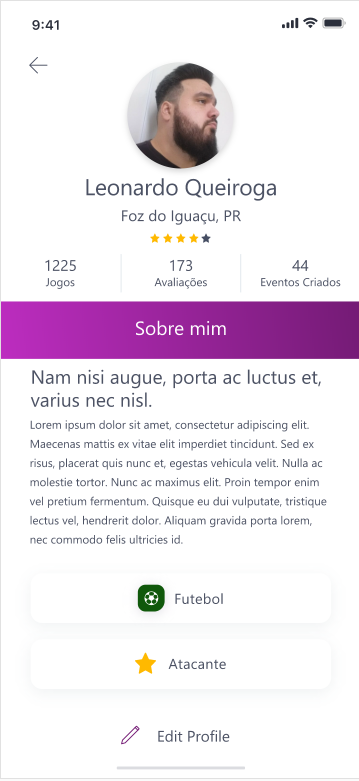 9:41
Leonardo Queiroga
Foz do Iguaçu, PR
1225 173 44
Jogos Avaliações Eventos Criados
Sobre mim
Nam nisi augue, porta ac luctus et,
varius nec nisl.
Lorem ipsum dolor sit amet, consectetur adipiscing elit.
Maecenas mattis ex vitae elit imperdiet tincidunt. Sed ex
risus, placerat quis nunc et, egestas vehicula velit. Nulla ac
molestie tortor. Nunc ac maximus elit. Proin tempor enim
vel pretium fermentum. Quisque eu dui vulputate, tristique
lectus vel, hendrerit dolor. Aliquam gravida porta lorem,
nec commodo felis ultricies id.
Futebol
Atacante
Edit Profile